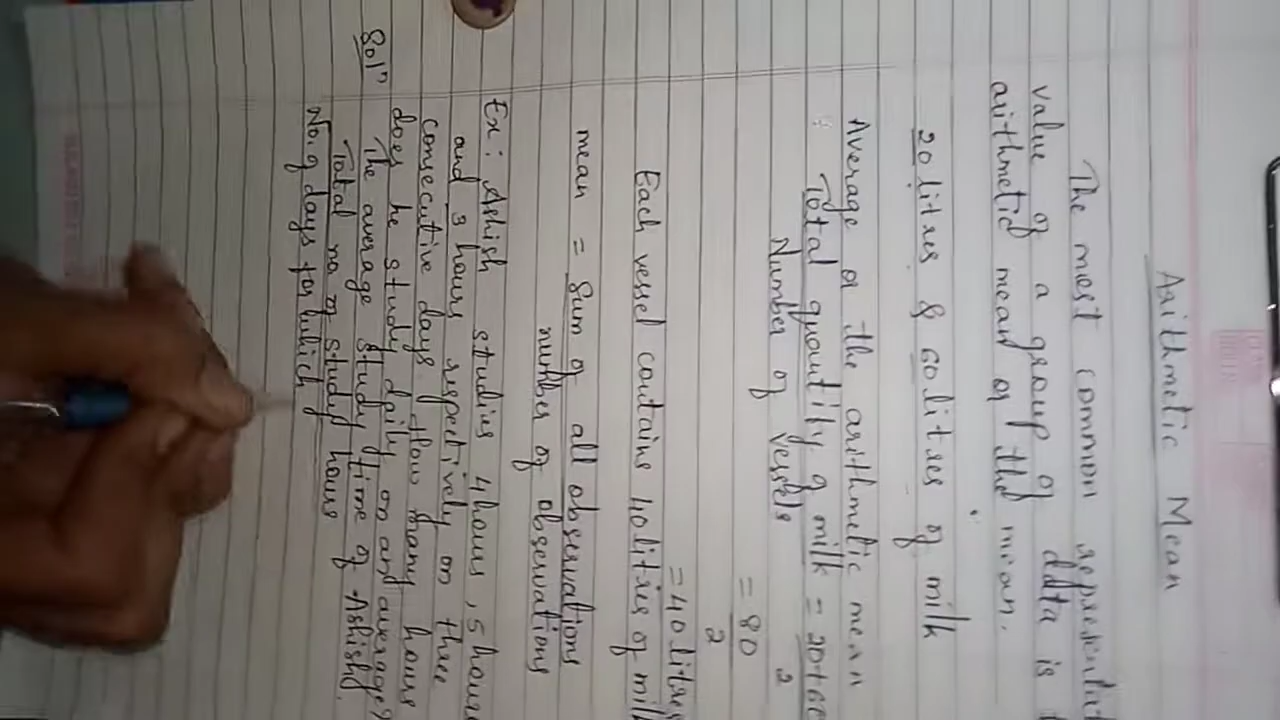 Arithmetic Mean
The most common representat
value of a group of data is t
arithmetic mean or the mean.
20 litres & 60 litres of milk
Average or the arithmetic mean
Total quantity of milk = 20+60
Number of vessels 2
= 80
2
= 40 litres
Each vessel contains 40 litres of milk
mean = Sum of all observations
number of observations
Ex: Ashish studies 4 hours, 5 hours
and 3 hours respectively on three
consecutive days. How many hours
does he study daily on an average?
Solⁿ The average study time of Ashish
Total no of study hours
No. of days for which